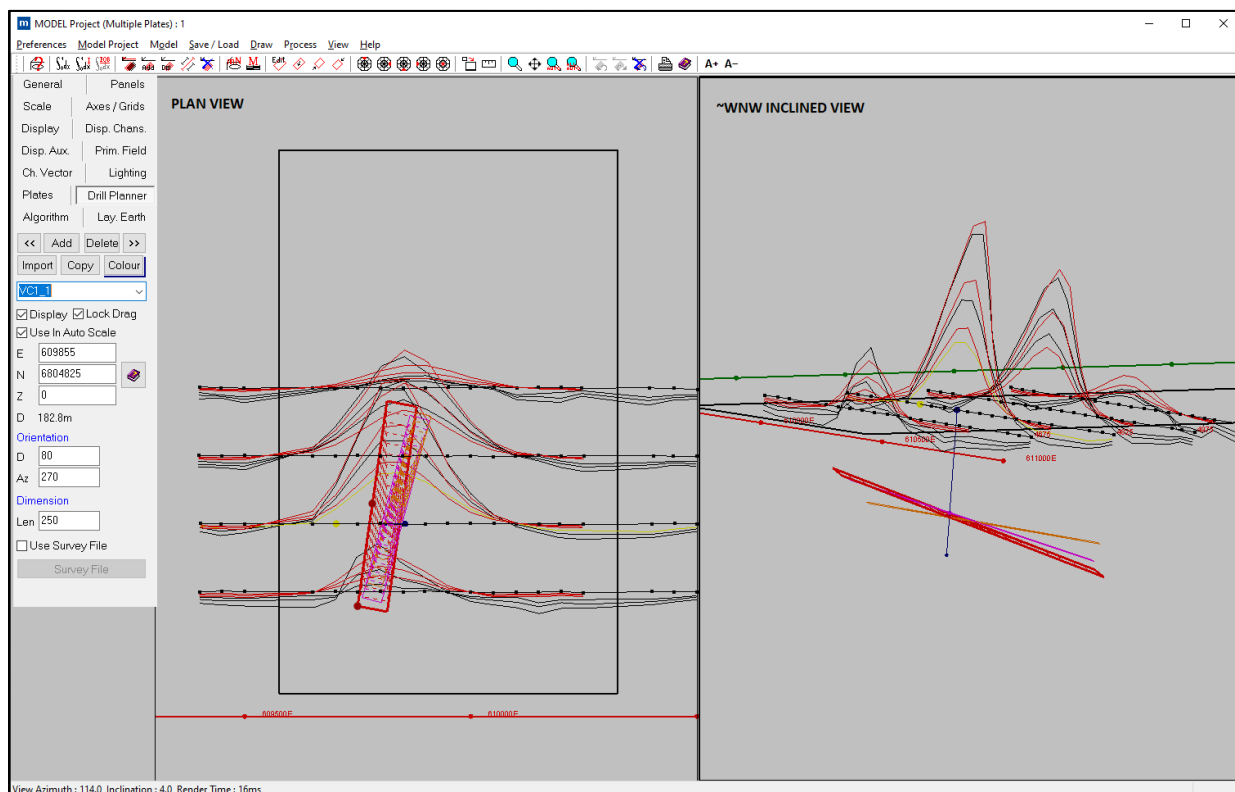 MODEL Project (Multiple Plates) : 1
Preferences Model Project Model Save / Load Draw Process View Help
A+ A-
General Panels
Scale Axes / Grids
Display Disp. Chans.
Disp. Aux. Prim. Field
Ch. Vector Lighting
Plates Drill Planner
Algorithm Lay. Earth
<< Add Delete >>
Import Copy Colour
VC1_1
Display Lock Drag
Use In Auto Scale
E 609855
N 6804825
Z 0
D 182.8m
Orientation
D 80
Az 270
Dimension
Len 250
Use Survey File
Survey File
PLAN VIEW
609500E 610000E
~WNW INCLINED VIEW
610500E
611000E
View Azimuth : 114.0 Inclination : 4.0 Render Time : 16ms